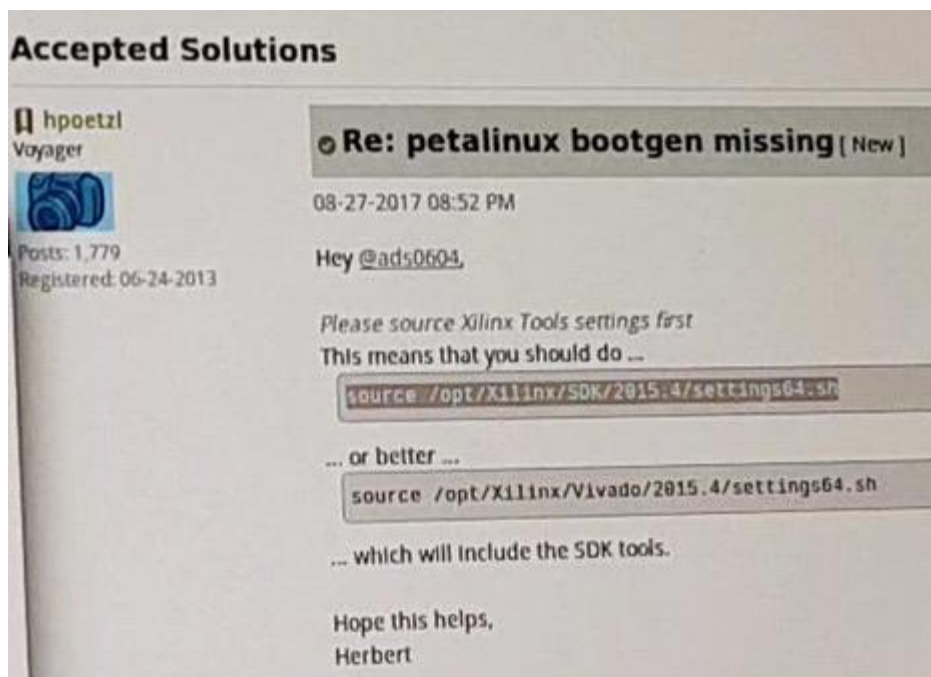 Accepted Solutions
hpoetzl
Voyager
Posts: 1,779
Registered: 06-24-2013
Re: petalinux bootgen missing [ New ]
08-27-2017 08:52 PM
Hey @ads0604,
Please source Xilinx Tools settings first
This means that you should do ...
source /opt/Xilinx/SDK/2015.4/settings64.sh
... or better ...
source /opt/Xilinx/Vivado/2015.4/settings64.sh
... which will include the SDK tools.
Hope this helps,
Herbert